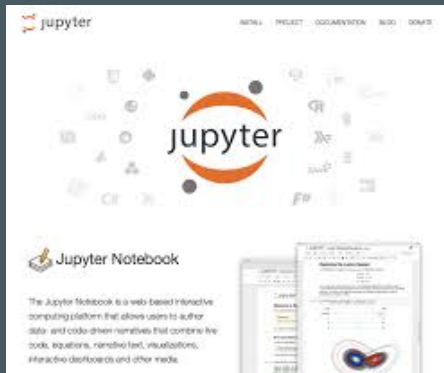 jupyter
INSTALL PROJECT DOCUMENTATION BLOG DONATE
jupyter
C#
F#
Jupyter Notebook
The Jupyter Notebook is a web-based interactive
computing platform that allows users to author
data- and code-driven narratives that combine live
code, equations, narrative text, visualizations,
interactive dashboards and other media.